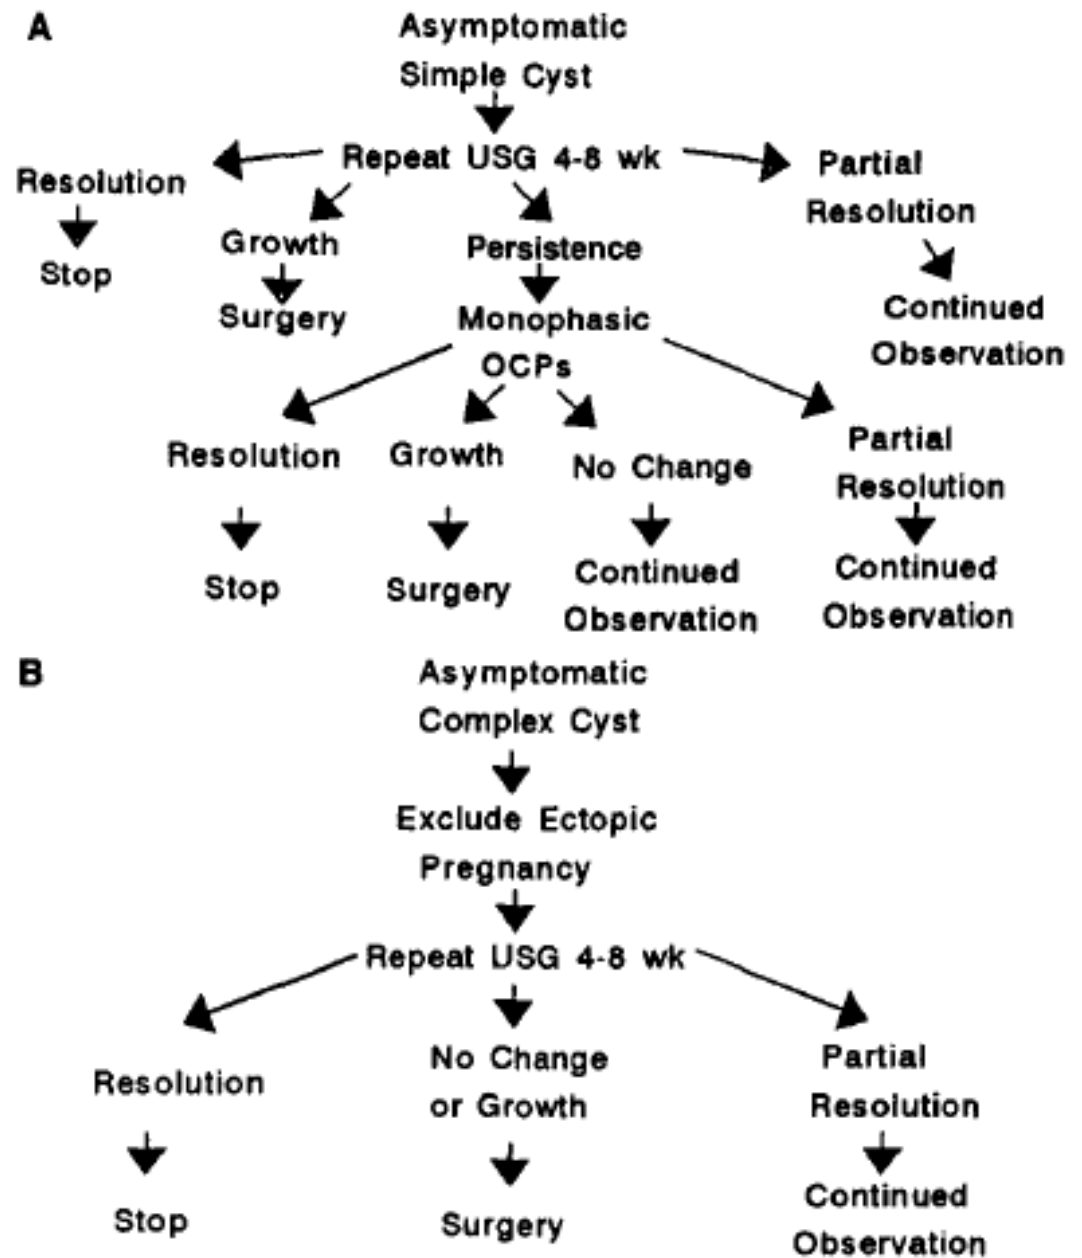 A
Asymptomatic
Simple Cyst
Repeat USG 4-8 wk
Resolution
Stop
Growth
Surgery
Persistence
Monophasic
OCPs
Partial
Resolution
Continued
Observation
Resolution
Stop
Growth
Surgery
No Change
Continued
Observation
Partial
Resolution
Continued
Observation
B
Asymptomatic
Complex Cyst
Exclude Ectopic
Pregnancy
Repeat USG 4-8 wk
Resolution
Stop
No Change
or Growth
Surgery
Partial
Resolution
Continued
Observation